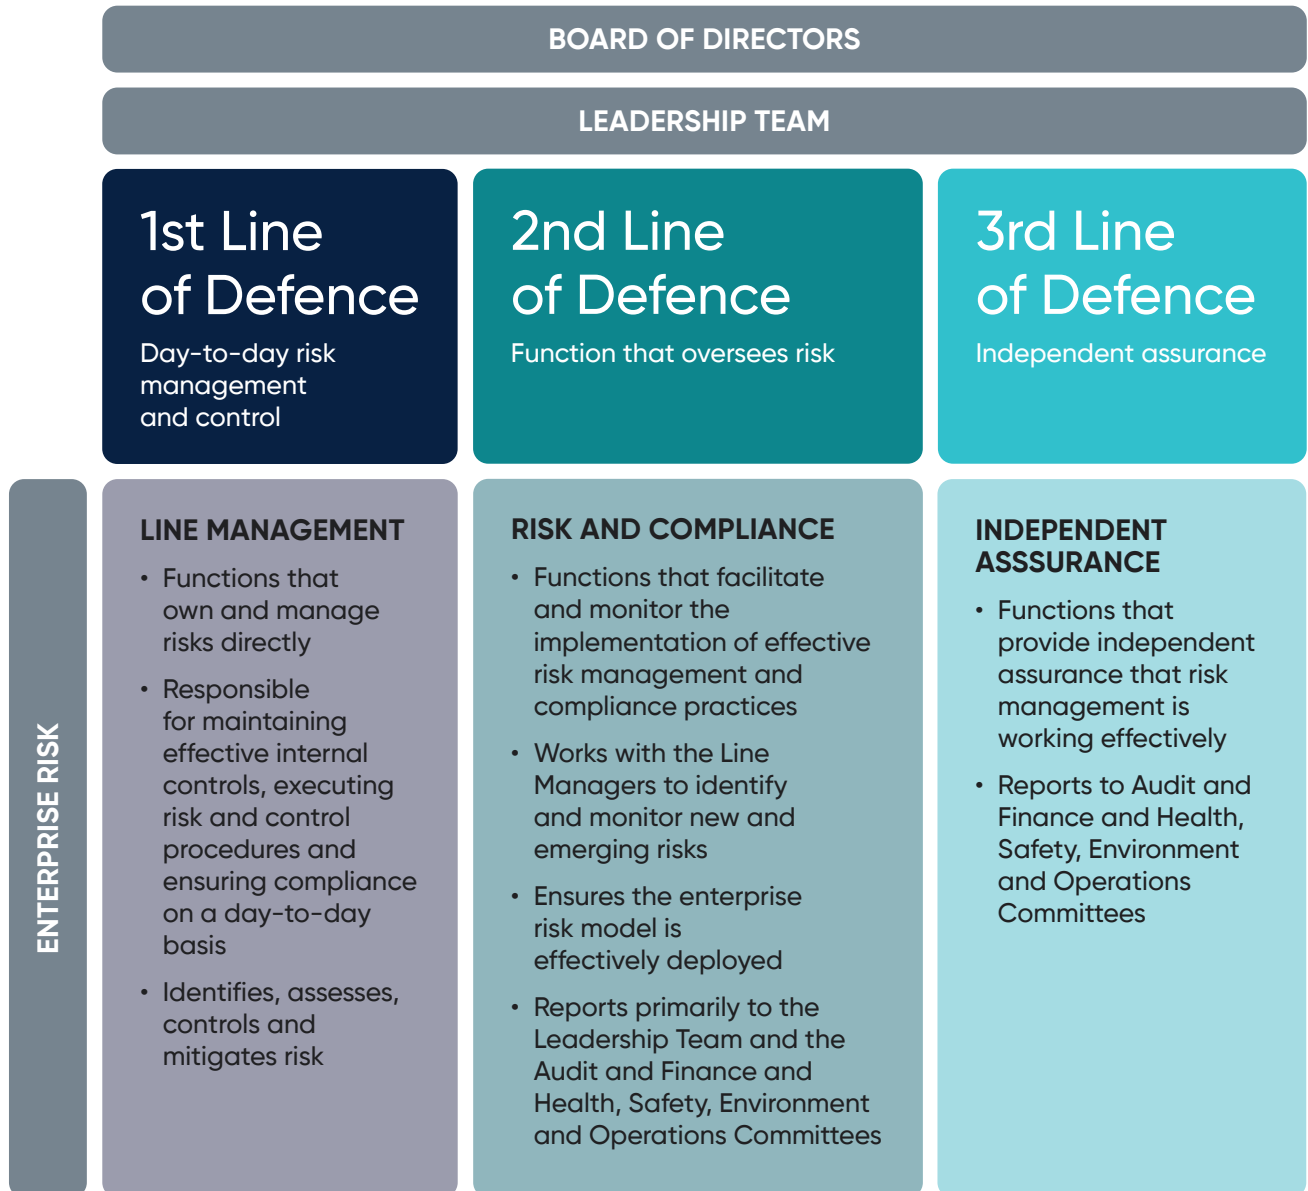 BOARD OF DIRECTORS
LEADERSHIP TEAM
1st Line
of Defence
Day-to-day risk
management
and control
2nd Line
of Defence
Function that oversees risk
3rd Line
of Defence
Independent assurance
ENTERPRISE RISK
LINE MANAGEMENT
• Functions that
own and manage
risks directly
• Responsible
for maintaining
effective internal
controls, executing
risk and control
procedures and
ensuring compliance
on a day-to-day
basis
• Identifies, assesses,
controls and
mitigates risk
RISK AND COMPLIANCE
• Functions that facilitate
and monitor the
implementation of effective
risk management and
compliance practices
• Works with the Line
Managers to identify
and monitor new and
emerging risks
• Ensures the enterprise
risk model is
effectively deployed
• Reports primarily to the
Leadership Team and the
Audit and Finance and
Health, Safety, Environment
and Operations Committees
INDEPENDENT
ASSSURANCE
• Functions that
provide independent
assurance that risk
management is
working effectively
• Reports to Audit and
Finance and Health,
Safety, Environment
and Operations
Committees